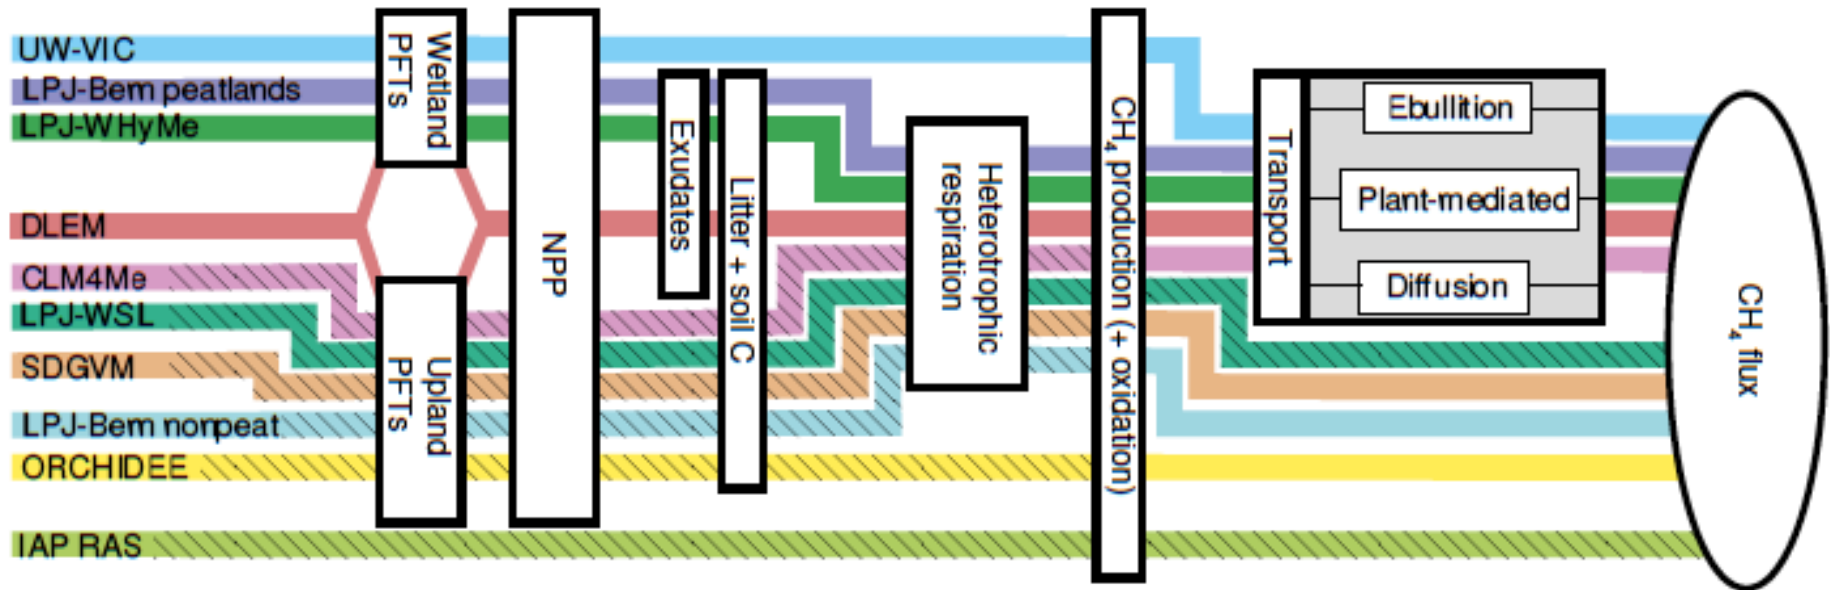 UW-VIC
LPJ-Bern peatlands
LPJ-WHyMe
DLEM
CLM4Me
LPJ-WSL
SDGVM
LPJ-Bern nonpeat
ORCHIDEE
IAP RAS
Wetland
PFTs
Upland
PFTs
NPP
Exudates
Litter + soil C
Heterotrophic
respiration
CH₄ production (+ oxidation)
Transport
Ebullition
Plant-mediated
Diffusion
CH₄ flux